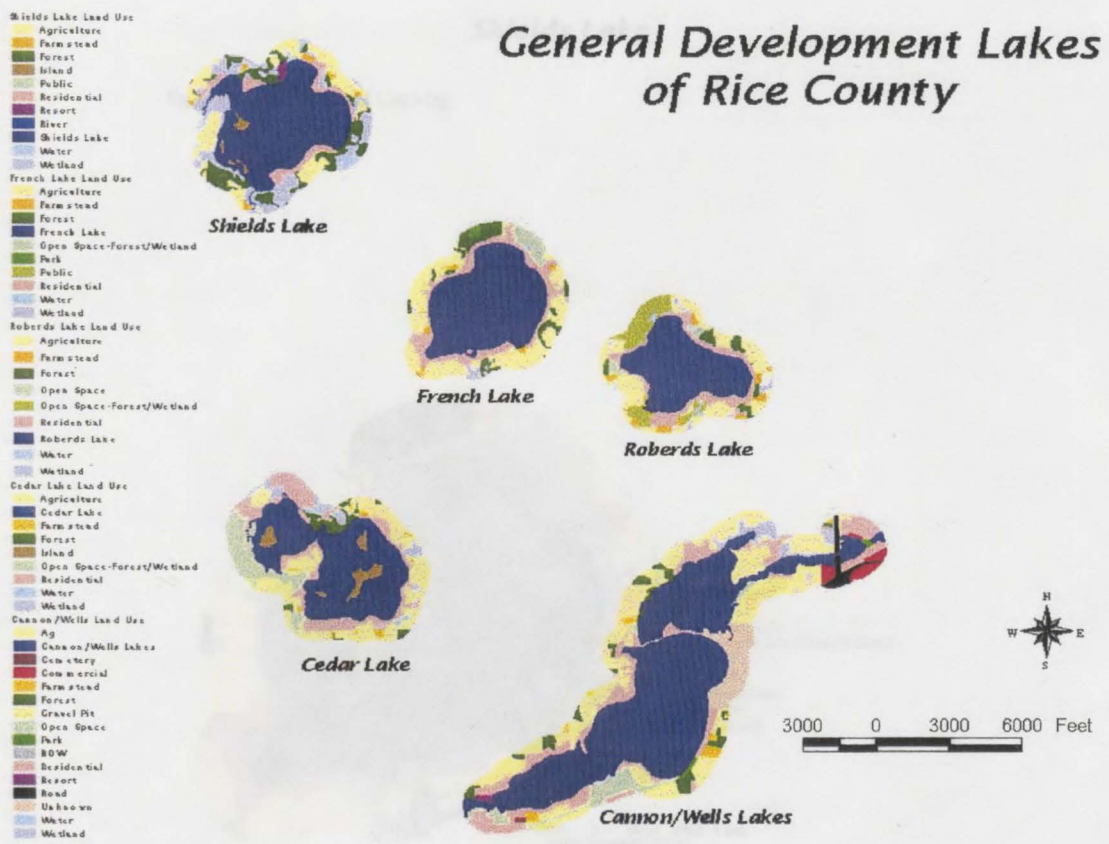 General Development Lakes
of Rice County
Shields Lake Land Use
Agriculture
Farmstead
Forest
Island
Public
Residential
Resort
River
Shields Lake
Water
Wetland
French Lake Land Use
Agriculture
Farmstead
Forest
French Lake
Open Space-Forest/Wetland
Park
Public
Residential
Water
Wetland
Roberds Lake Land Use
Agriculture
Farmstead
Forest
Open Space
Open Space-Forest/Wetland
Residential
Roberds Lake
Water
Wetland
Cedar Lake Land Use
Agriculture
Cedar Lake
Farmstead
Forest
Island
Open Space-Forest/Wetland
Residential
Water
Wetland
Cannon/Wells Land Use
Ag
Cannon/Wells Lakes
Cemetery
Commercial
Farmstead
Forest
Gravel Pit
Open Space
Park
ROW
Residential
Resort
Road
Unknown
Water
Wetland
Shields Lake
French Lake
Roberds Lake
Cedar Lake
Cannon/Wells Lakes
N
W E
S
3000 0 3000 6000 Feet